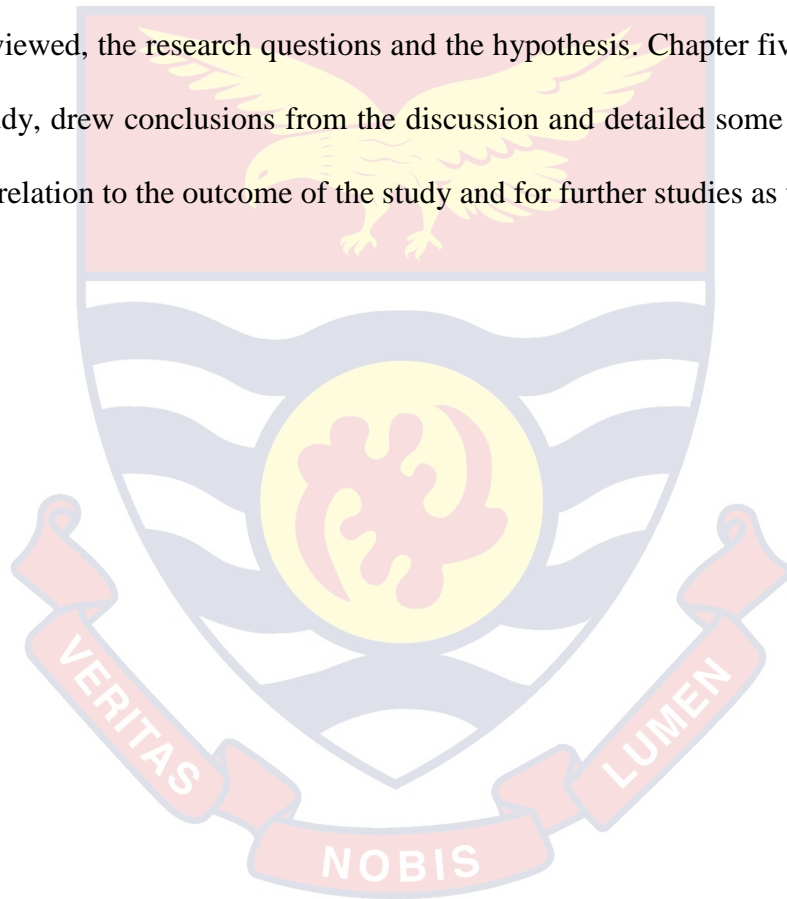 viewed, the research questions and the hypothesis. Chapter fiv
dy, drew conclusions from the discussion and detailed some
relation to the outcome of the study and for further studies as
VERITAS
NOBIS
LUMEN